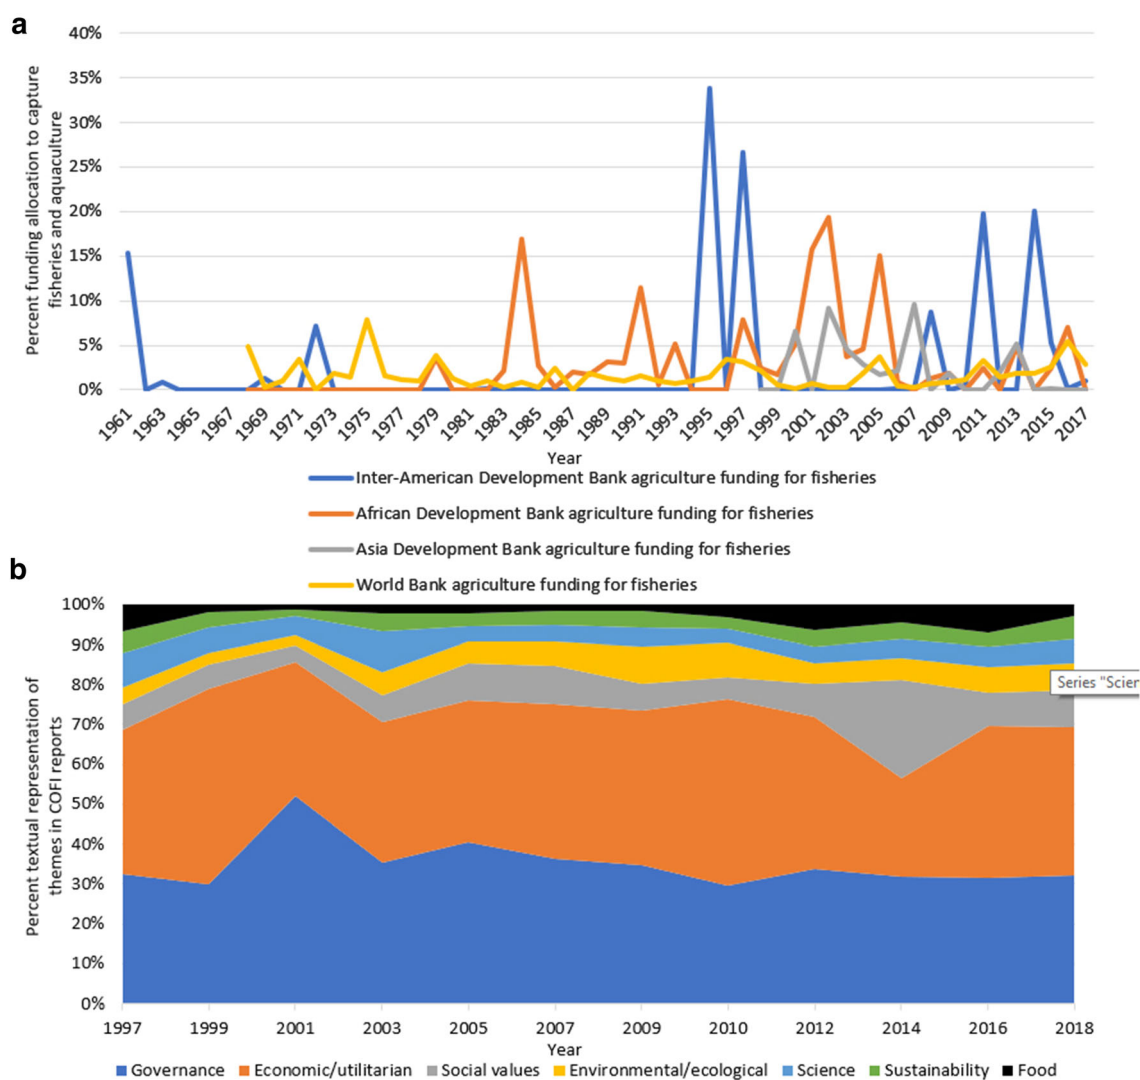 a
40%
35%
30%
25%
20%
15%
10%
5%
0%
Percent funding allocation to capture
fisheries and aquaculture
1961 1963 1965 1967 1969 1971 1973 1975 1977 1979 1981 1983 1985 1987 1989 1991 1993 1995 1997 1999 2001 2003 2005 2007 2009 2011 2013 2015 2017
Year
Inter-American Development Bank agriculture funding for fisheries
African Development Bank agriculture funding for fisheries
Asia Development Bank agriculture funding for fisheries
World Bank agriculture funding for fisheries
b
100%
90%
80%
70%
60%
50%
40%
30%
20%
10%
0%
Percent textual representation of
themes in COFI reports
Series "Scier
1997 1999 2001 2003 2005 2007 2009 2010 2012 2014 2016 2018
Year
Governance Economic/utilitarian Social values Environmental/ecological Science Sustainability Food